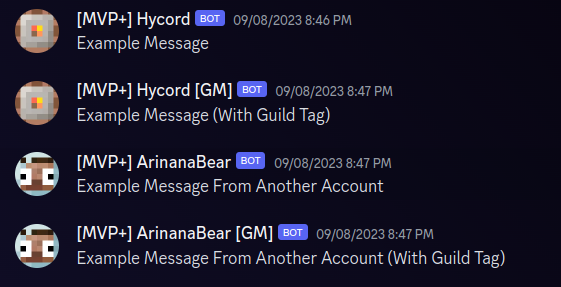 [MVP+] Hycord BOT 09/08/2023 8:46 PM
Example Message
[MVP+] Hycord [GM] BOT 09/08/2023 8:47 PM
Example Message (With Guild Tag)
[MVP+] ArinanaBear BOT 09/08/2023 8:47 PM
Example Message From Another Account
[MVP+] ArinanaBear [GM] BOT 09/08/2023 8:47 PM
Example Message From Another Account (With Guild Tag)